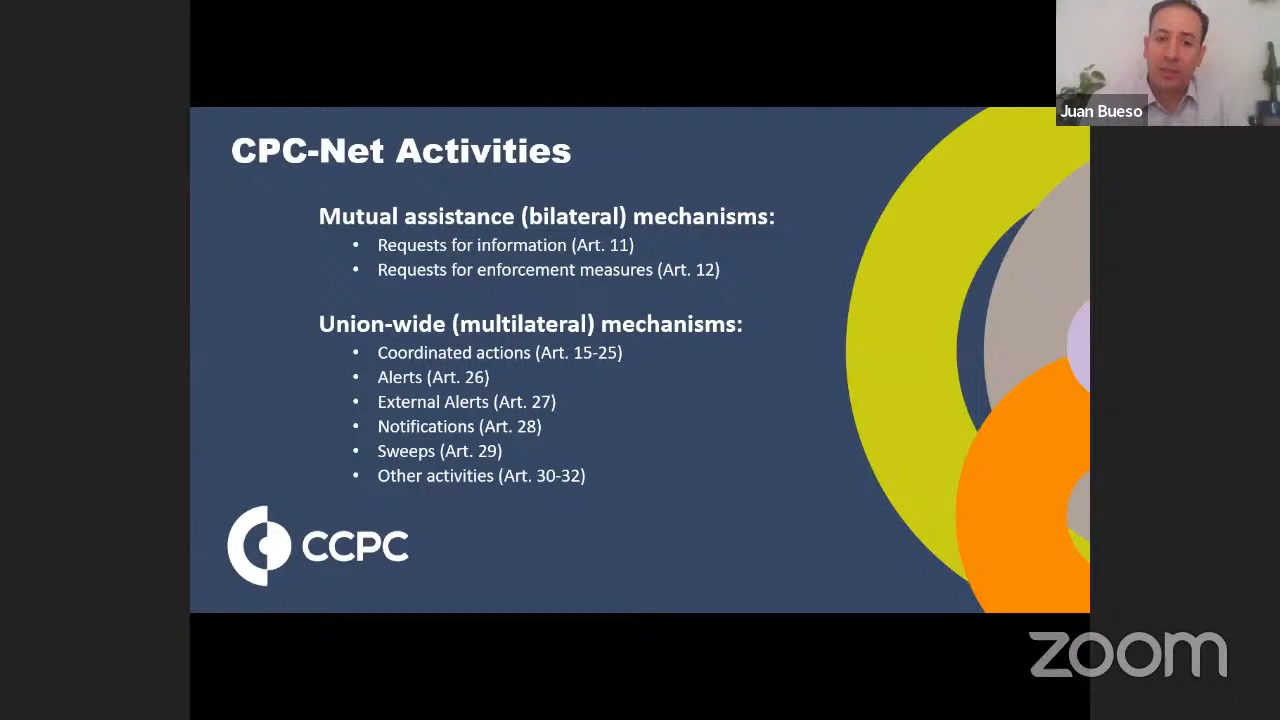 Juan Bueso
CPC-Net Activities
Mutual assistance (bilateral) mechanisms:
• Requests for information (Art. 11)
• Requests for enforcement measures (Art. 12)
Union-wide (multilateral) mechanisms:
• Coordinated actions (Art. 15-25)
• Alerts (Art. 26)
• External Alerts (Art. 27)
• Notifications (Art. 28)
• Sweeps (Art. 29)
• Other activities (Art. 30-32)
CCPC
zoom